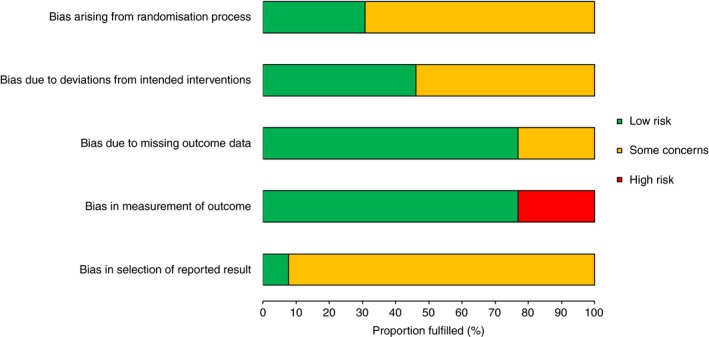 Bias arising from randomisation process
Bias due to deviations from intended interventions
Bias due to missing outcome data
Bias in measurement of outcome
Bias in selection of reported result
Low risk
Some concerns
High risk
0 10 20 30 40 50 60 70 80 90 100
Proportion fulfilled (%)